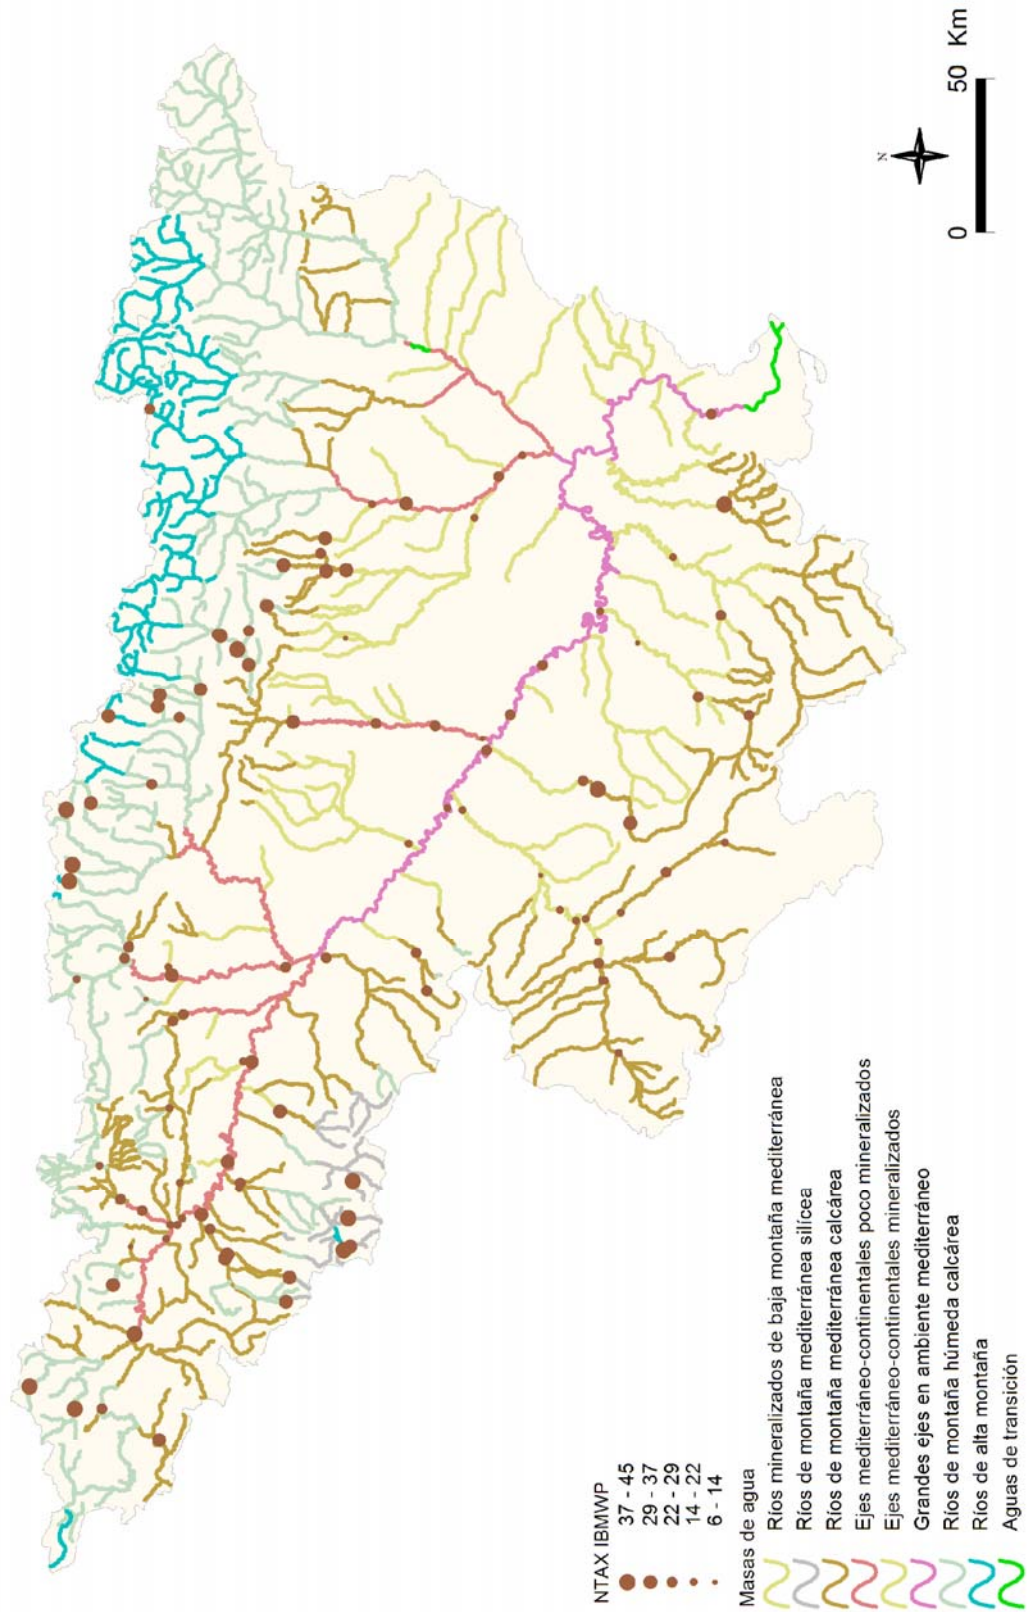 NTAX IBMWP
37 - 45
29 - 37
22 - 29
14 - 22
6 - 14
Masas de agua
Ríos mineralizados de baja montaña mediterránea
Ríos de montaña mediterránea silícea
Ríos de montaña mediterránea calcárea
Ejes mediterráneo-continentales poco mineralizados
Ejes mediterráneo-continentales mineralizados
Grandes ejes en ambiente mediterráneo
Ríos de montaña húmeda calcárea
Ríos de alta montaña
Aguas de transición
N
0 50 Km